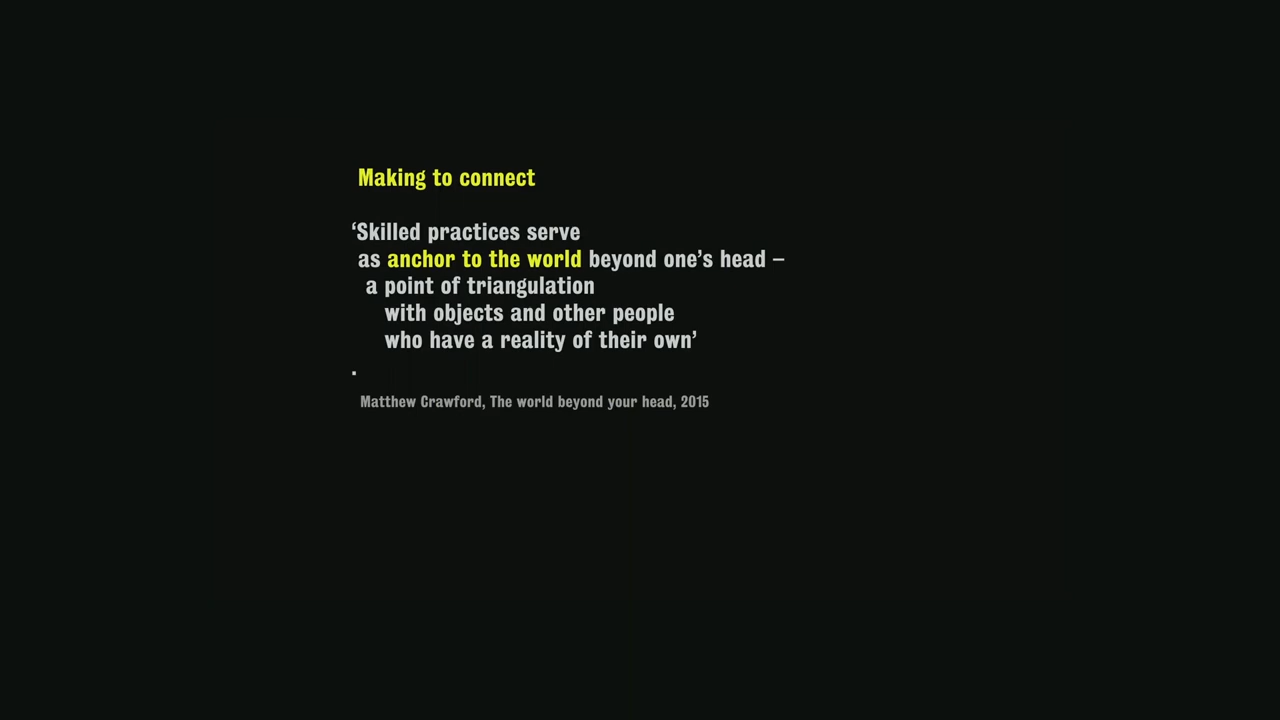 Making to connect
‘Skilled practices serve
as anchor to the world beyond one’s head –
a point of triangulation
with objects and other people
who have a reality of their own’
.
Matthew Crawford, The world beyond your head, 2015